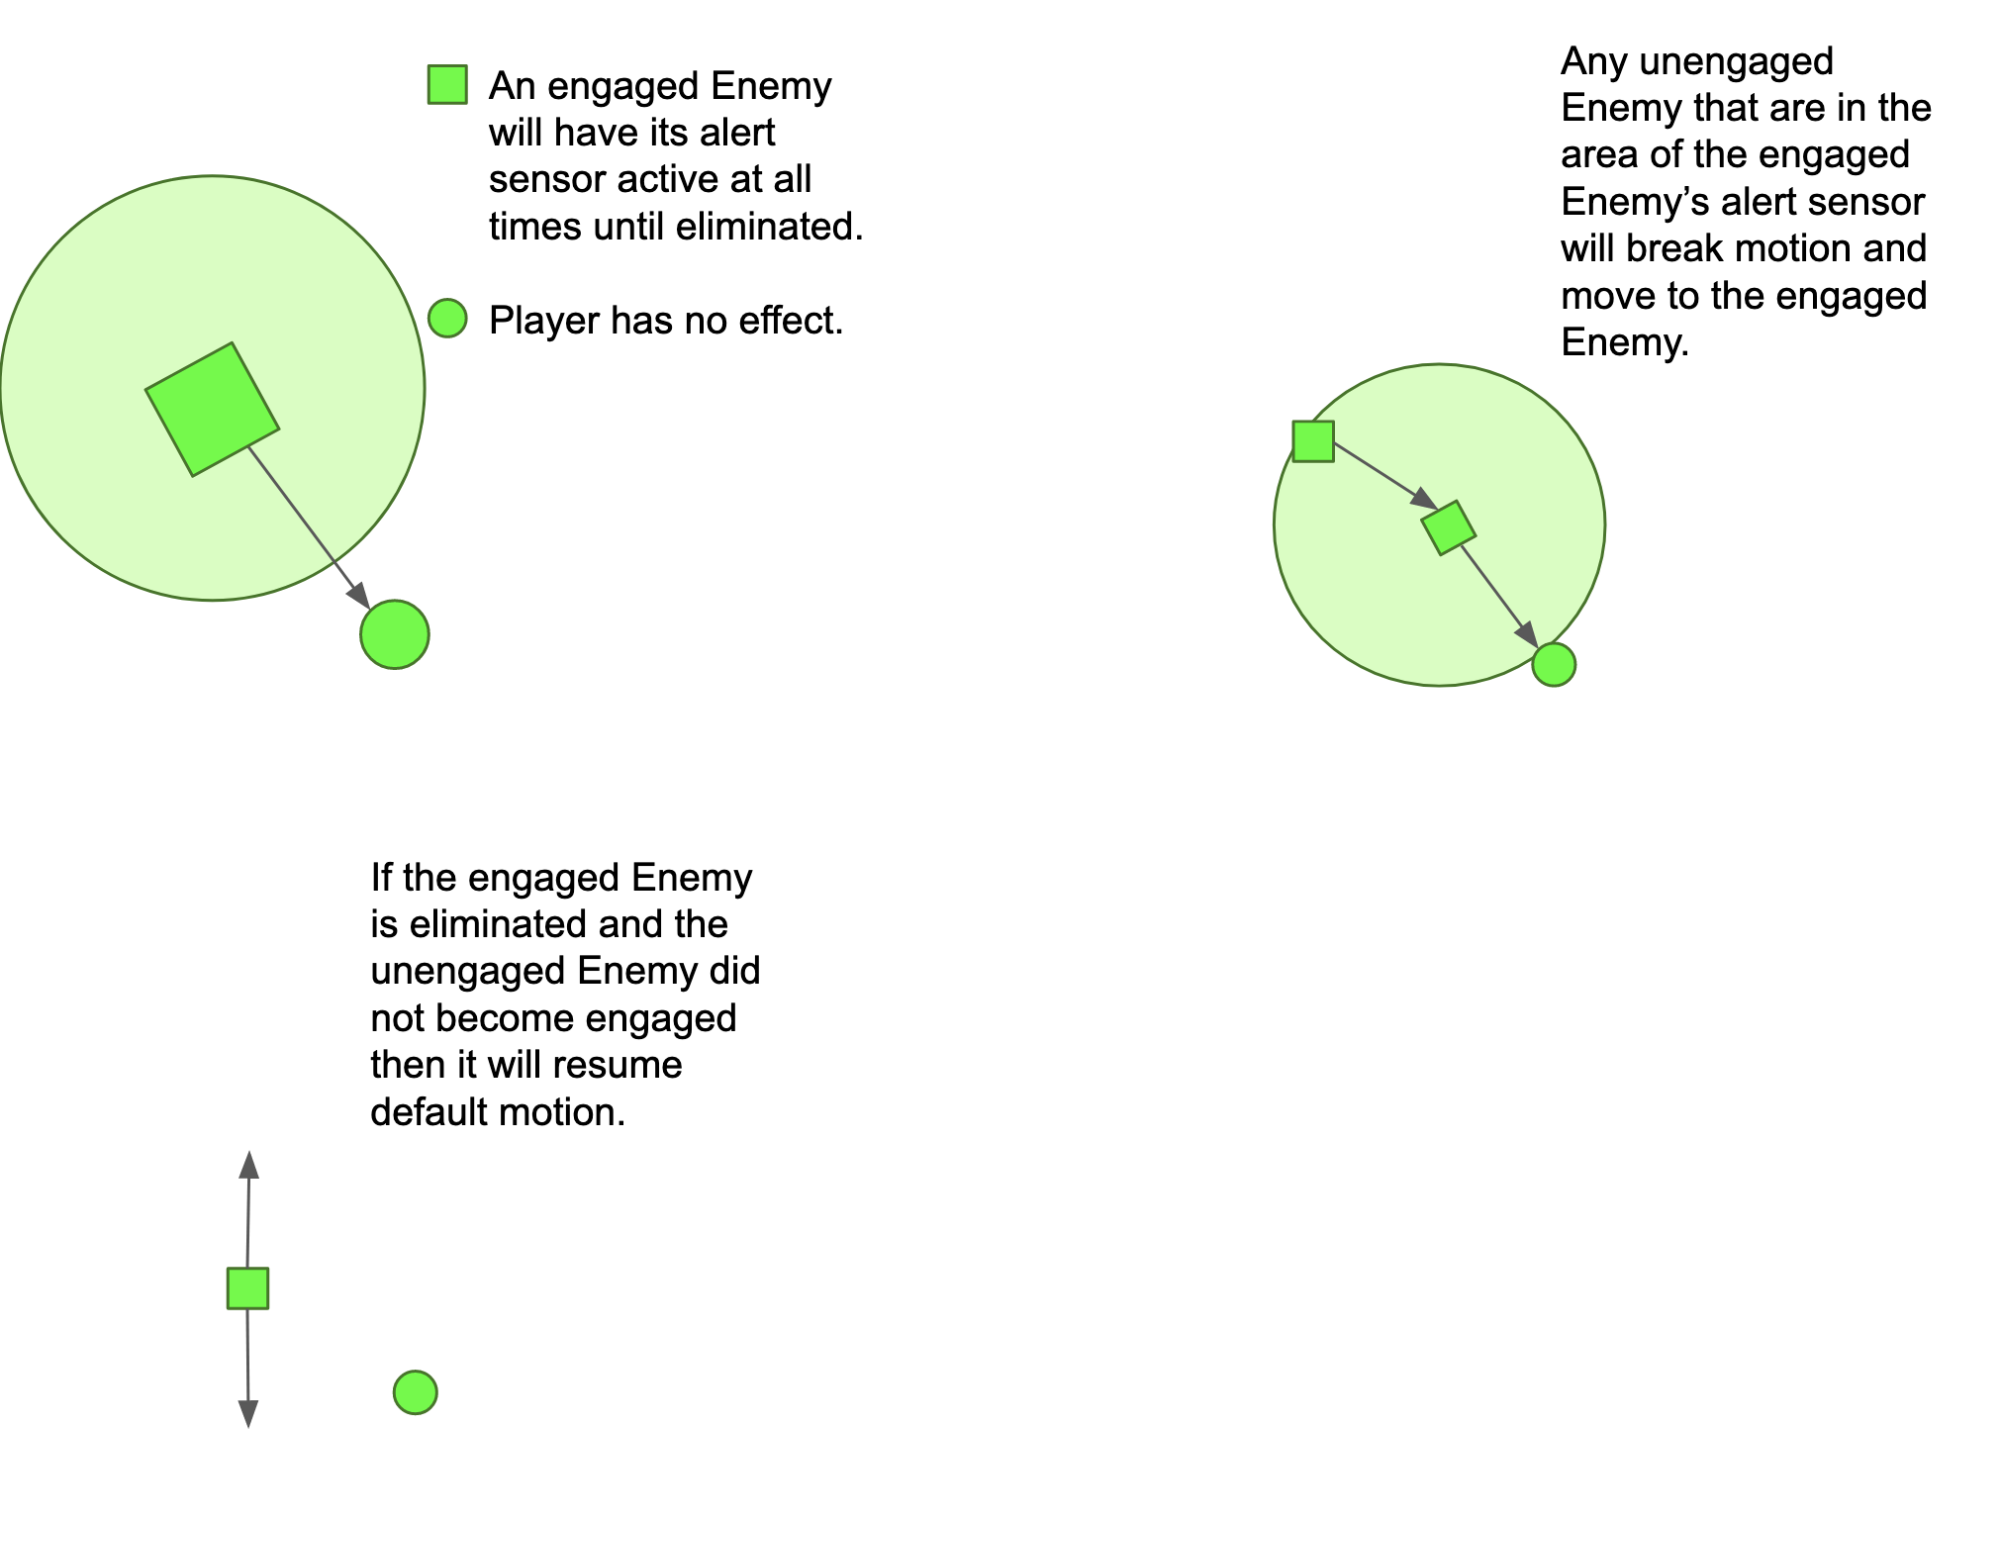 An engaged Enemy
will have its alert
sensor active at all
times until eliminated.
Player has no effect.
Any unengaged
Enemy that are in the
area of the engaged
Enemy’s alert sensor
will break motion and
move to the engaged
Enemy.
If the engaged Enemy
is eliminated and the
unengaged Enemy did
not become engaged
then it will resume
default motion.